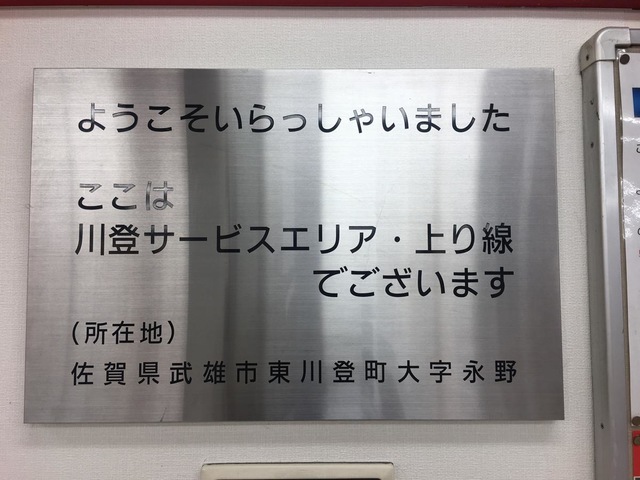 ようこそいらっしゃいました
ここは
川登サービスエリア・上り線
でございます
（所在地）
佐賀県武雄市東川登町大字永野